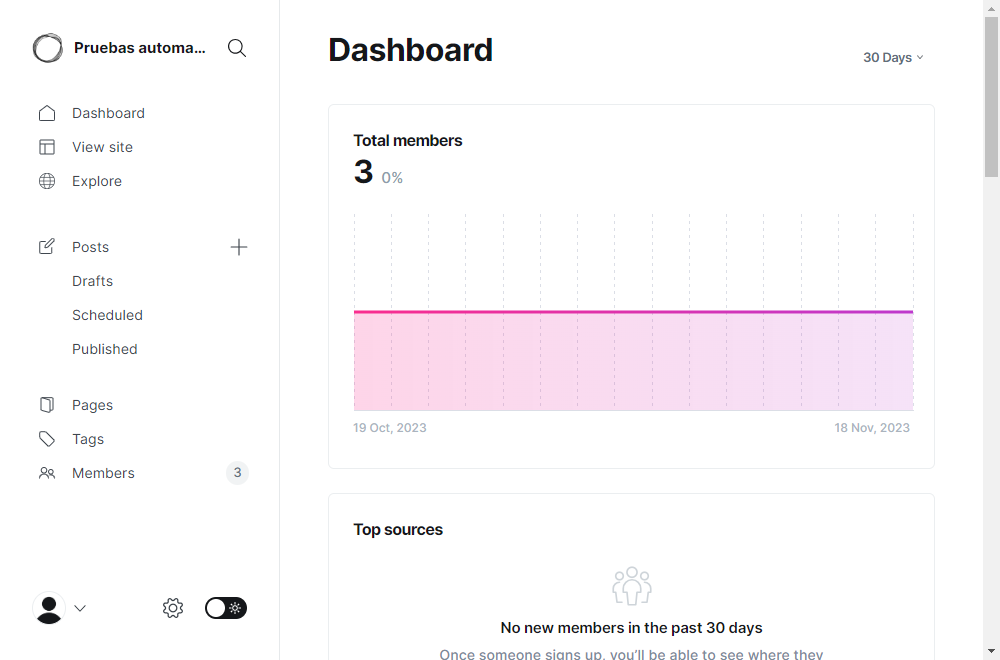 Pruebas automa...
Dashboard
View site
Explore
Posts
Drafts
Scheduled
Published
Pages
Tags
Members
3
Dashboard
30 Days
Total members
3 0%
19 Oct, 2023
18 Nov, 2023
Top sources
No new members in the past 30 days
Once someone signs up, you'll be able to see where they